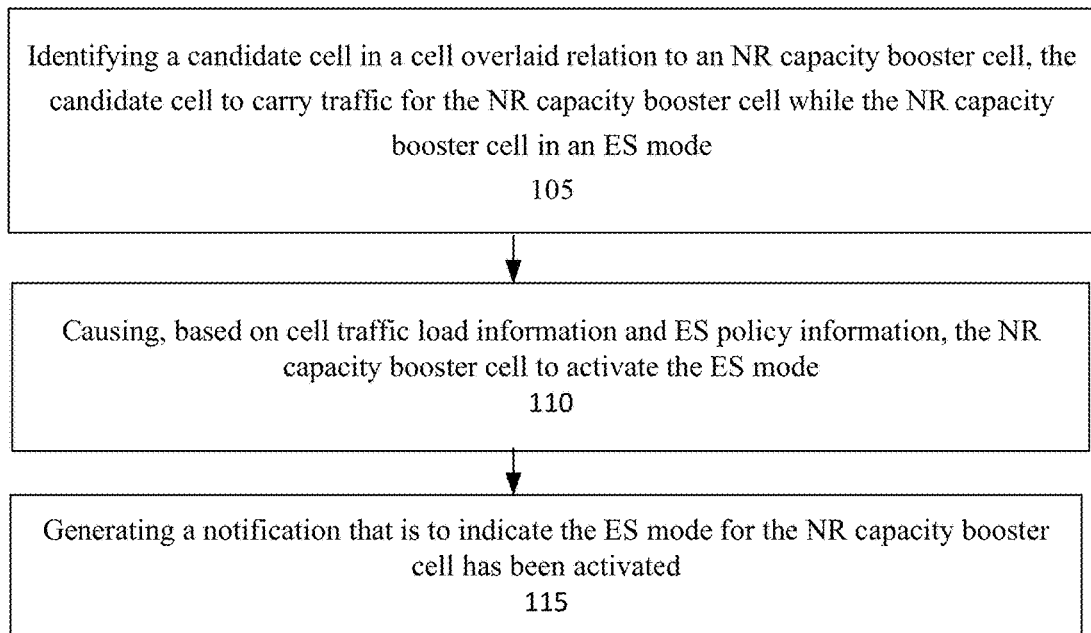 Identifying a candidate cell in a cell overlaid relation to an NR capacity booster cell, the
candidate cell to carry traffic for the NR capacity booster cell while the NR capacity
booster cell in an ES mode
105
Causing, based on cell traffic load information and ES policy information, the NR
capacity booster cell to activate the ES mode
110
Generating a notification that is to indicate the ES mode for the NR capacity booster
cell has been activated
115